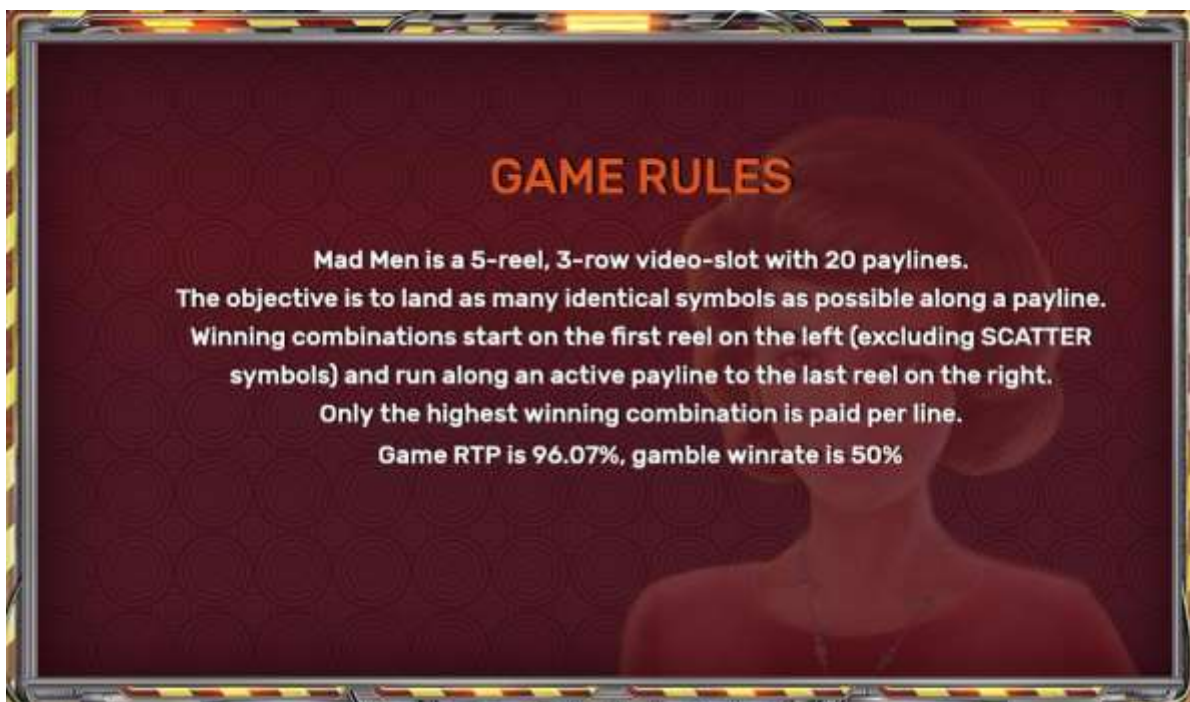 GAME RULES
Mad Men is a 5-reel, 3-row video-slot with 20 paylines.
The objective is to land as many identical symbols as possible along a payline.
Winning combinations start on the first reel on the left (excluding SCATTER
symbols) and run along an active payline to the last reel on the right.
Only the highest winning combination is paid per line.
Game RTP is 96.07%, gamble winrate is 50%